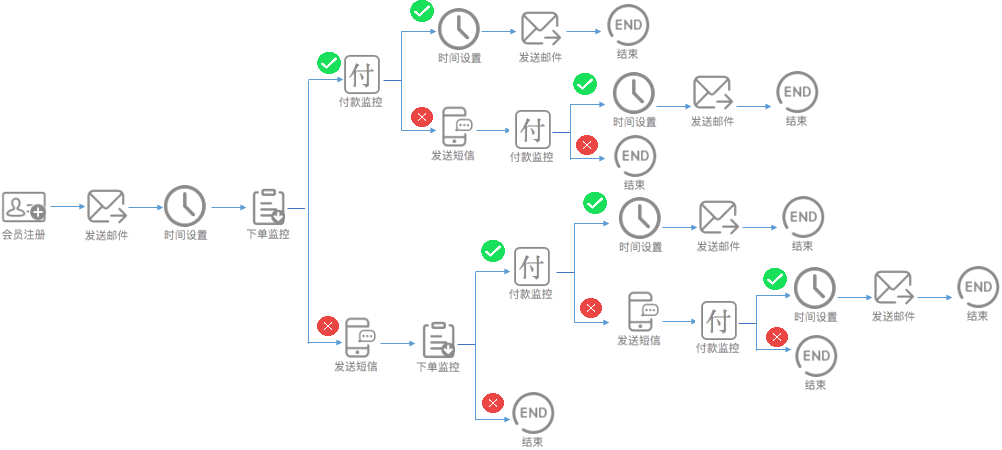 END
时间设置
发送邮件
结束
付
付款监控
END
时间设置
发送邮件
结束
发送短信
付
付款监控
END
结束
会员注册
发送邮件
时间设置
下单监控
END
时间设置
发送邮件
结束
付
付款监控
END
时间设置
发送邮件
结束
发送短信
付
付款监控
END
结束
发送短信
下单监控
END
结束